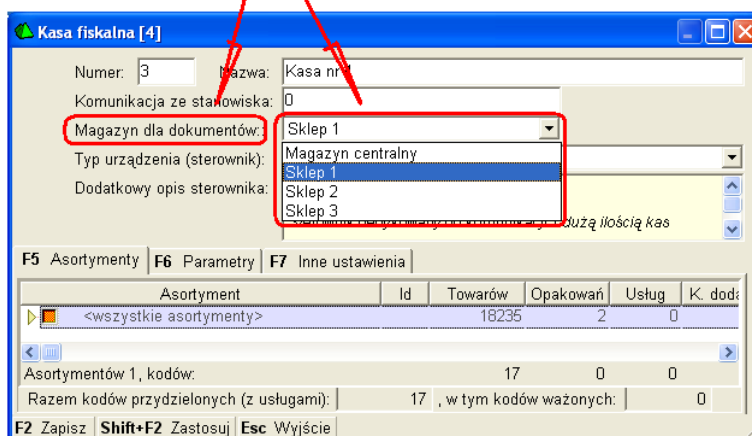 Kasa fiskalna [4]
Numer: 3 Nazwa: Kasa nr 1
Komunikacja ze stanowiska: 0
Magazyn dla dokumentów: Sklep 1
Typ urządzenia (sterownik): Magazyn centralny
Sklep 1
Dodatkowy opis sterownika: Sklep 2
Sklep 3
dużą ilością kas
F5 Asortymenty F6 Parametry F7 Inne ustawienia
Asortyment Id Towarów Opakowań Usług K.
<wszystkie asortymenty> 18235 2 0
Asortymentów 1, kodów: 17 0 0
Razem kodów przydzielonych (z usługami): 17 , w tym kodów ważonych: 0
F2 Zapisz Shift+F2 Zastosuj Esc Wyjście